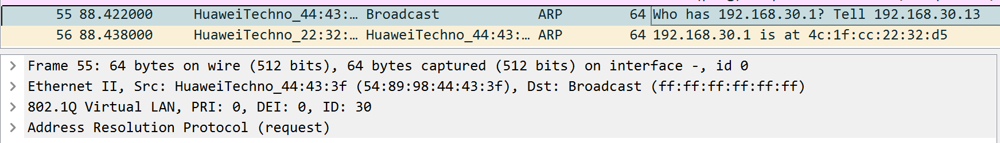 55 88.422000 HuaweiTechno_44:43:… Broadcast ARP 64 Who has 192.168.30.1? Tell 192.168.30.13
56 88.438000 HuaweiTechno_22:32:… HuaweiTechno_44:43:… ARP 64 192.168.30.1 is at 4c:1f:cc:22:32:d5
Frame 55: 64 bytes on wire (512 bits), 64 bytes captured (512 bits) on interface -, id 0
Ethernet II, Src: HuaweiTechno_44:43:3f (54:89:98:44:43:3f), Dst: Broadcast (ff:ff:ff:ff:ff:ff)
802.1Q Virtual LAN, PRI: 0, DEI: 0, ID: 30
Address Resolution Protocol (request)